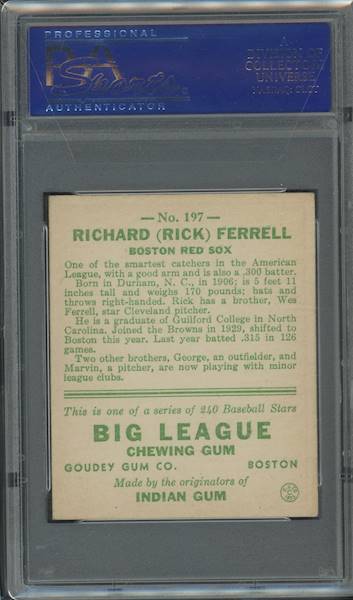 PROFESSIONAL
PSA
Sports
AUTHENTICATOR
A
DIVISION OF
COLLECTORS
UNIVERSE
NASDAQ: CLCT
— No. 197 —
RICHARD (RICK) FERRELL
BOSTON RED SOX
One of the smartest catchers in the American
League, with a good arm and is also a .300 batter.
Born in Durham, N. C., in 1906; is 5 feet 11
inches tall and weighs 170 pounds; bats and
throws right-handed. Rick has a brother, Wes
Ferrell, star Cleveland pitcher.
He is a graduate of Guilford College in North
Carolina. Joined the Browns in 1929, shifted to
Boston this year. Last year batted .315 in 126
games.
Two other brothers, George, an outfielder, and
Marvin, a pitcher, are now playing with minor
league clubs.
This is one of a series of 240 Baseball Stars
BIG LEAGUE
CHEWING GUM
GOUDEY GUM CO. BOSTON
Made by the originators of
INDIAN GUM